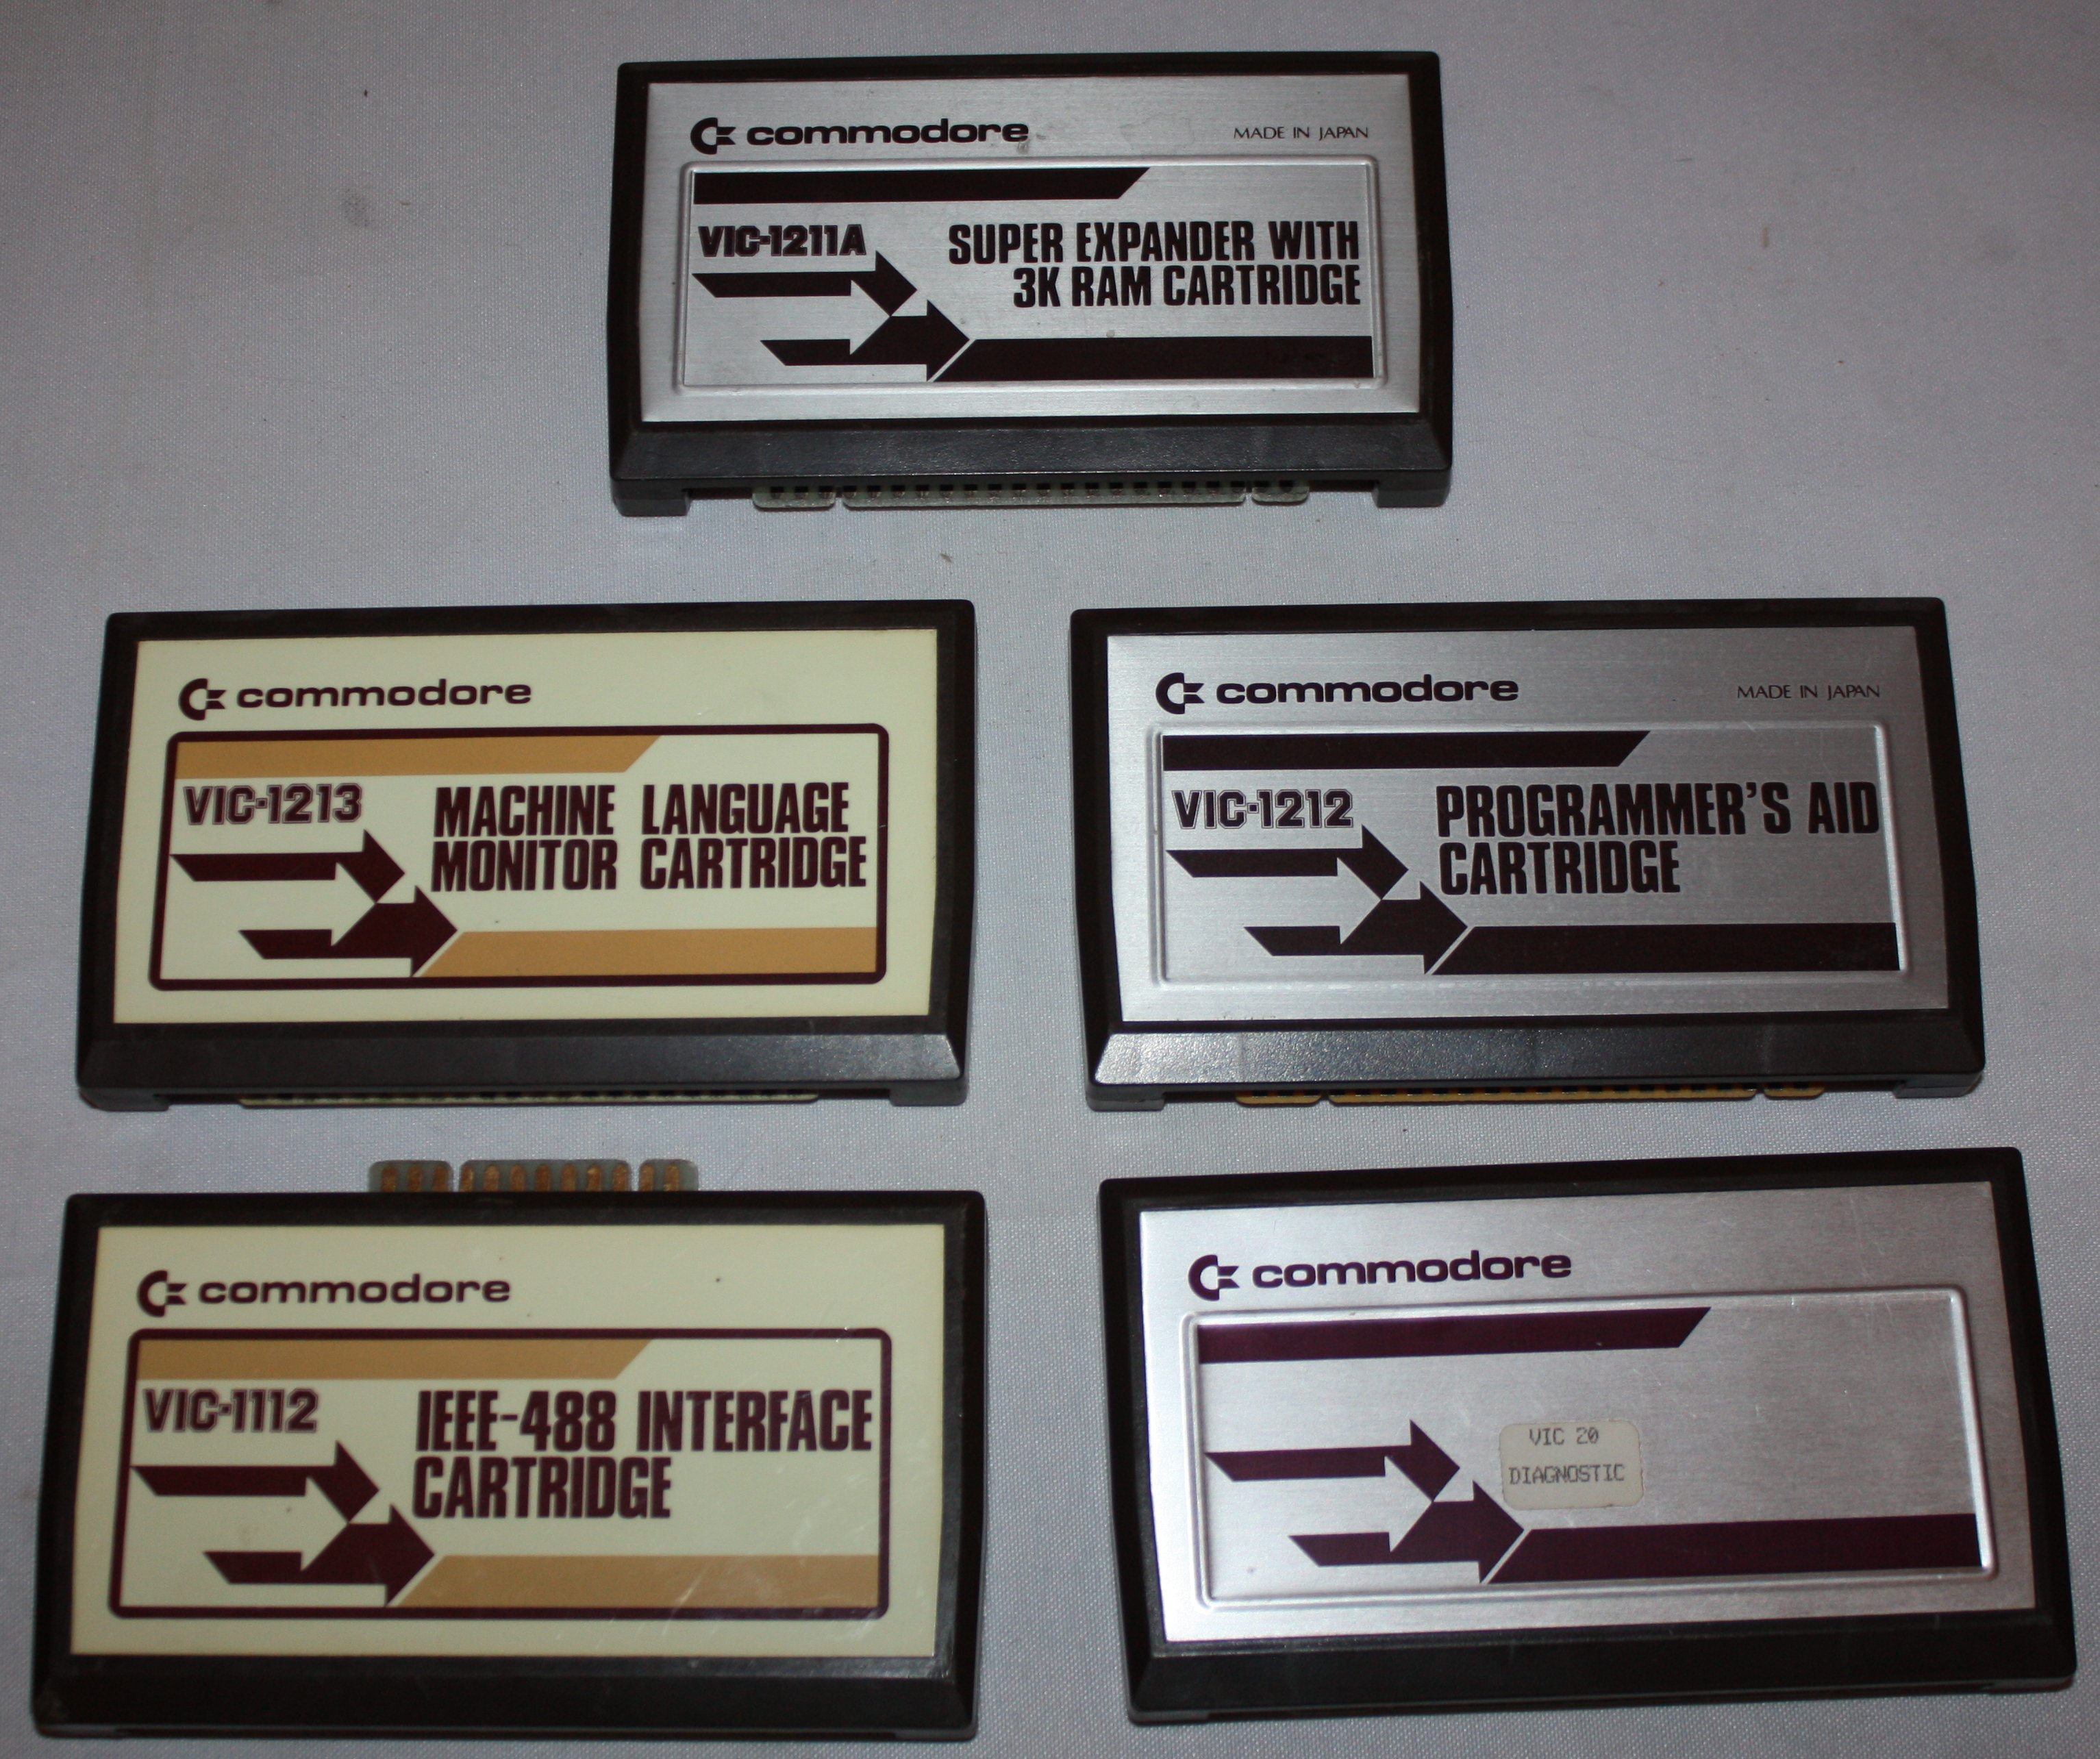 commodore
MADE IN JAPAN
VIC-1211A
SUPER EXPANDER WITH
3K RAM CARTRIDGE
commodore
VIC-1213
MACHINE LANGUAGE
MONITOR CARTRIDGE
commodore
MADE IN JAPAN
VIC-1212
PROGRAMMER'S AID
CARTRIDGE
commodore
VIC-1112
IEEE-488 INTERFACE
CARTRIDGE
commodore
VIC 20
DIAGNOSTIC